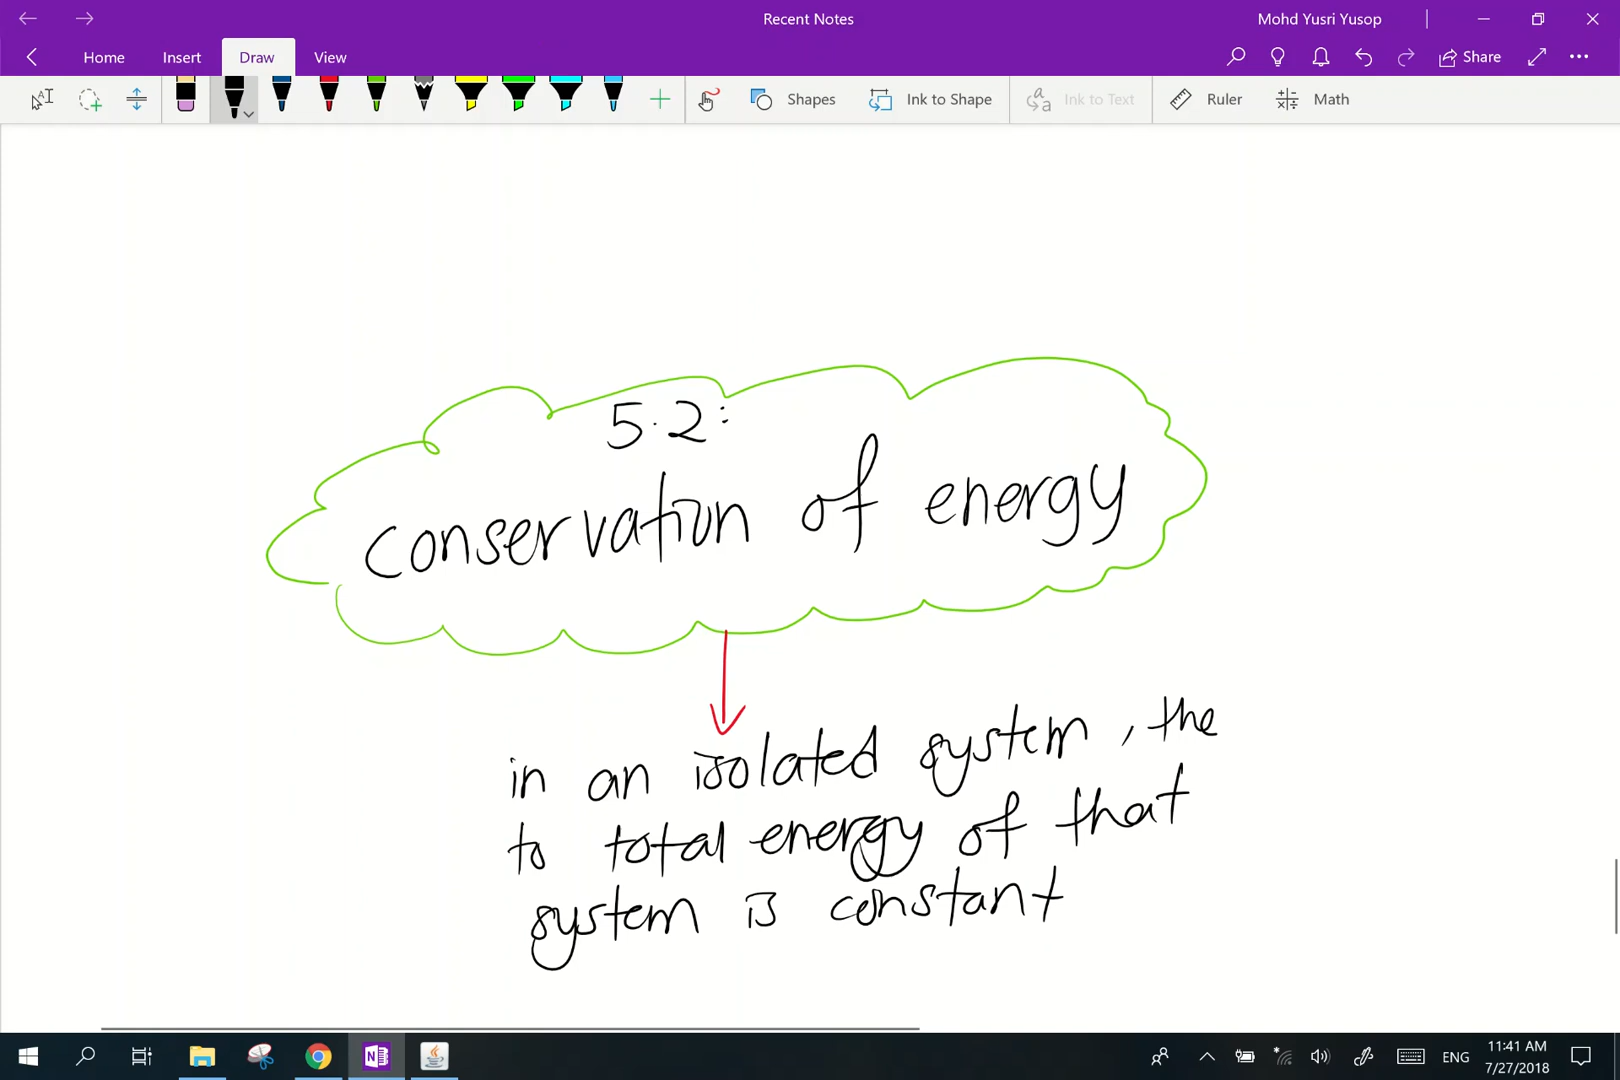 Recent Notes
Mohd Yusri Yusop
Home Insert Draw View
Share
Shapes Ink to Shape Ink to Text Ruler Math
5.2:
conservation of energy
in an isolated system, the
to total energy of that
system is constant
ENG
11:41 AM
7/27/2018